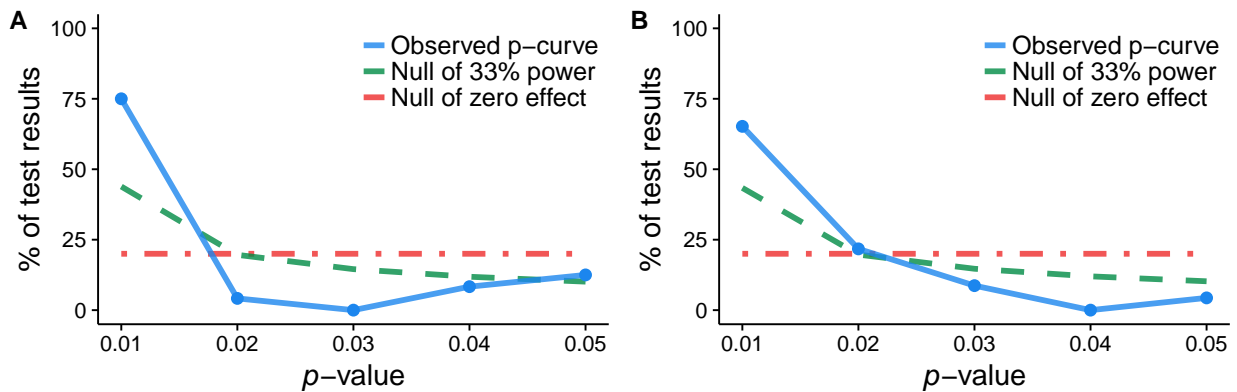 A
% of test results
100
75
50
25
0
Observed p−curve
Null of 33% power
Null of zero effect
0.01 0.02 0.03 0.04 0.05
p−value
B
% of test results
100
75
50
25
0
Observed p−curve
Null of 33% power
Null of zero effect
0.01 0.02 0.03 0.04 0.05
p−value